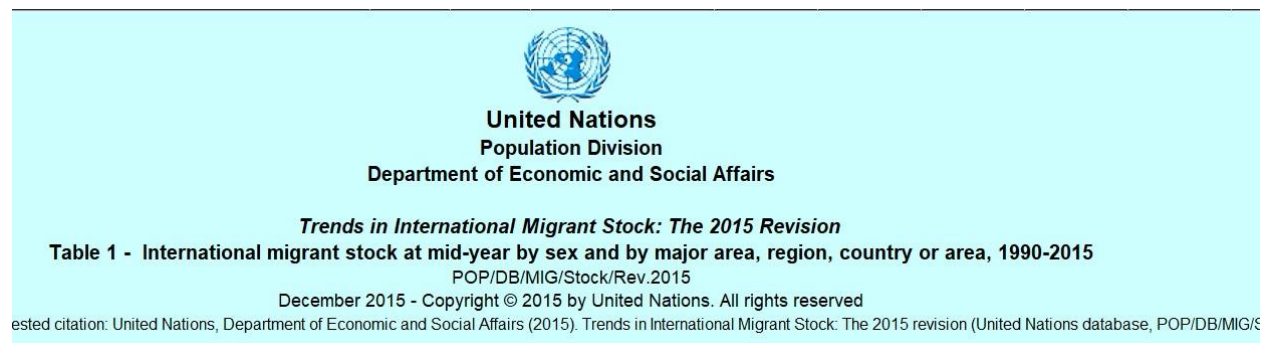 United Nations
Population Division
Department of Economic and Social Affairs
Trends in International Migrant Stock: The 2015 Revision
Table 1 - International migrant stock at mid-year by sex and by major area, region, country or area, 1990-2015
POP/DB/MIG/Stock/Rev.2015
December 2015 - Copyright © 2015 by United Nations. All rights reserved
ested citation: United Nations, Department of Economic and Social Affairs (2015). Trends in International Migrant Stock: The 2015 revision (United Nations database, POP/DB/MIG/S